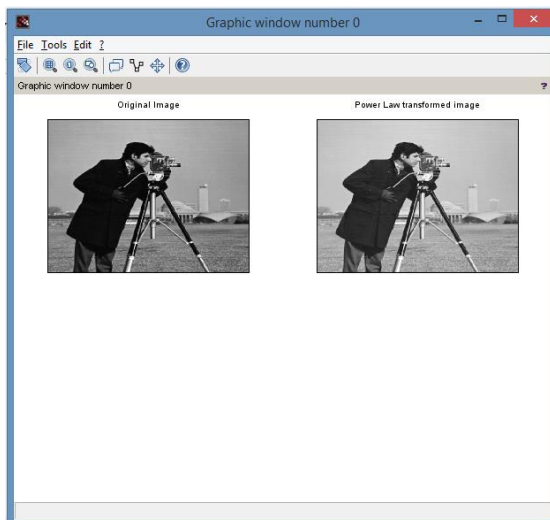 Graphic window number 0
File Tools Edit ?
Graphic window number 0 ?
Original Image
Power Law transformed image